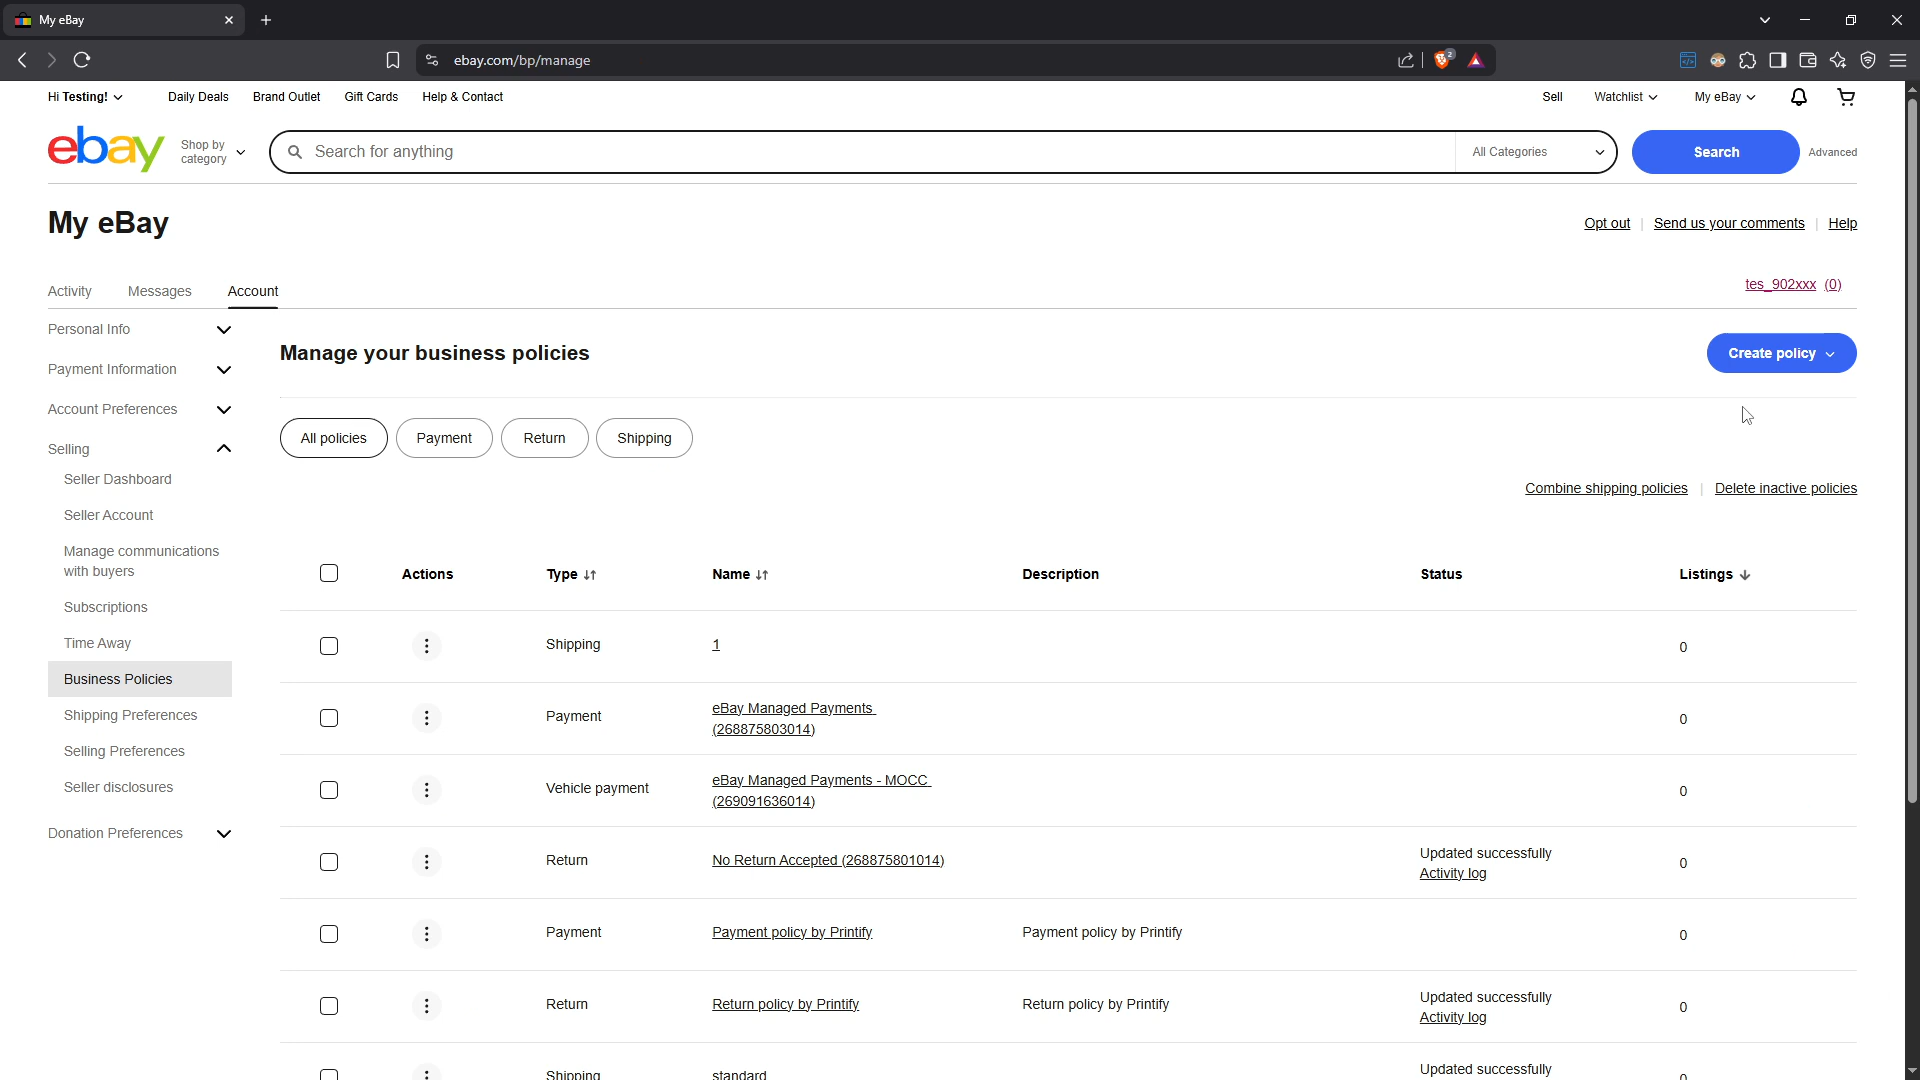 My eBay
ebay.com/bp/manage
2
Hi Testing!
Daily Deals
Brand Outlet
Gift Cards
Help & Contact
Sell
Watchlist
My eBay
ebay
Shop by
category
Search for anything
All Categories
Search
Advanced
My eBay
Opt out
Send us your comments
Help
Activity
Messages
Account
tes_902xxx (0)
Personal Info
Payment Information
Account Preferences
Selling
Seller Dashboard
Seller Account
Manage communications
with buyers
Subscriptions
Time Away
Business Policies
Shipping Preferences
Selling Preferences
Seller disclosures
Donation Preferences
Manage your business policies
Create policy
All policies
Payment
Return
Shipping
Combine shipping policies
Delete inactive policies
Actions
Type
Name
Description
Status
Listings
Shipping
1
0
Payment
eBay Managed Payments
(268875803014)
0
Vehicle payment
eBay Managed Payments - MOCC
(269091636014)
0
Return
No Return Accepted (268875801014)
Updated successfully
Activity log
0
Payment
Payment policy by Printify
Payment policy by Printify
0
Return
Return policy by Printify
Return policy by Printify
Updated successfully
Activity log
0
Shipping
standard
Updated successfully
0